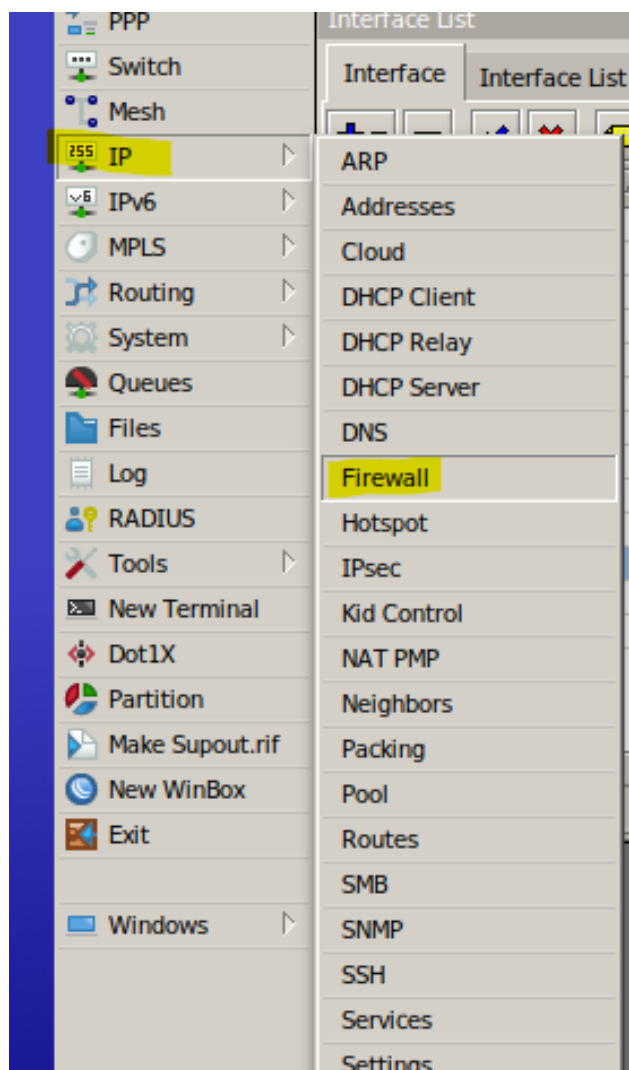 PPP
Switch
Mesh
255 IP
v6 IPv6
MPLS
Routing
System
Queues
Files
Log
RADIUS
Tools
New Terminal
Dot1X
Partition
Make Supout.rif
New WinBox
Exit
Windows
Interface List
Interface Interface List
ARP
Addresses
Cloud
DHCP Client
DHCP Relay
DHCP Server
DNS
Firewall
Hotspot
IPsec
Kid Control
NAT PMP
Neighbors
Packing
Pool
Routes
SMB
SNMP
SSH
Services
Settings